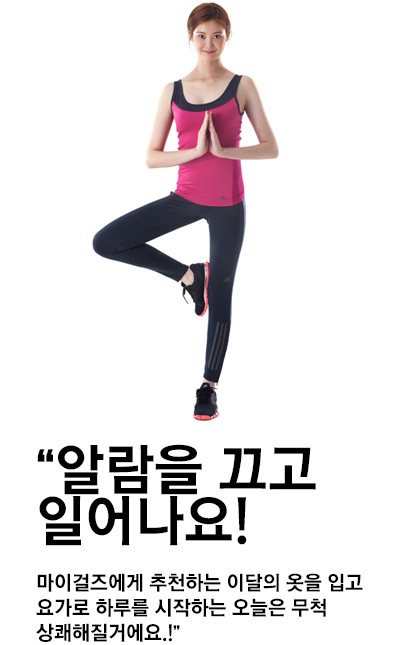 “알람을 끄고
일어나요!
마이걸즈에게 추천하는 이달의 옷을 입고
요가로 하루를 시작하는 오늘은 무척
상쾌해질거에요.!"